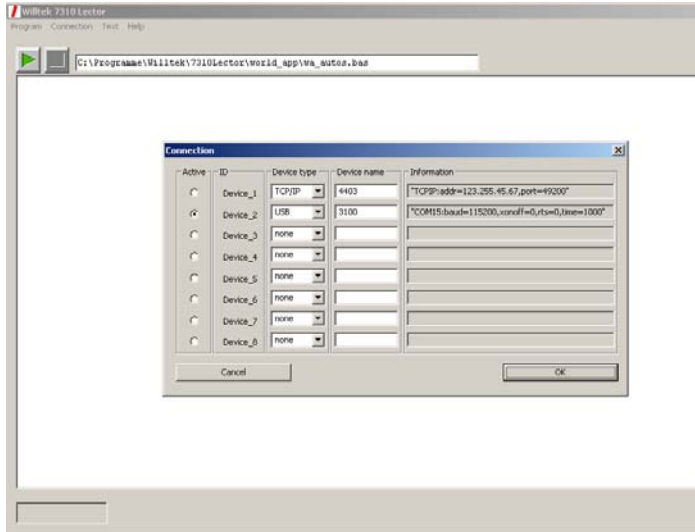 Willtek 7310 Lector
Program Connection Text Help
C:\Programme\Willtek\7310Lector\world_app\wa_autos.bas
Connection
Active ID Device type Device name Information
Device_1 TCP/IP 4403 "TCPIP:addr=123.255.45.67,port=49200"
Device_2 USB 3100 "COM15:baud=115200,xonoff=0,rts=0,time=1000"
Device_3 none
Device_4 none
Device_5 none
Device_6 none
Device_7 none
Device_8 none
Cancel OK